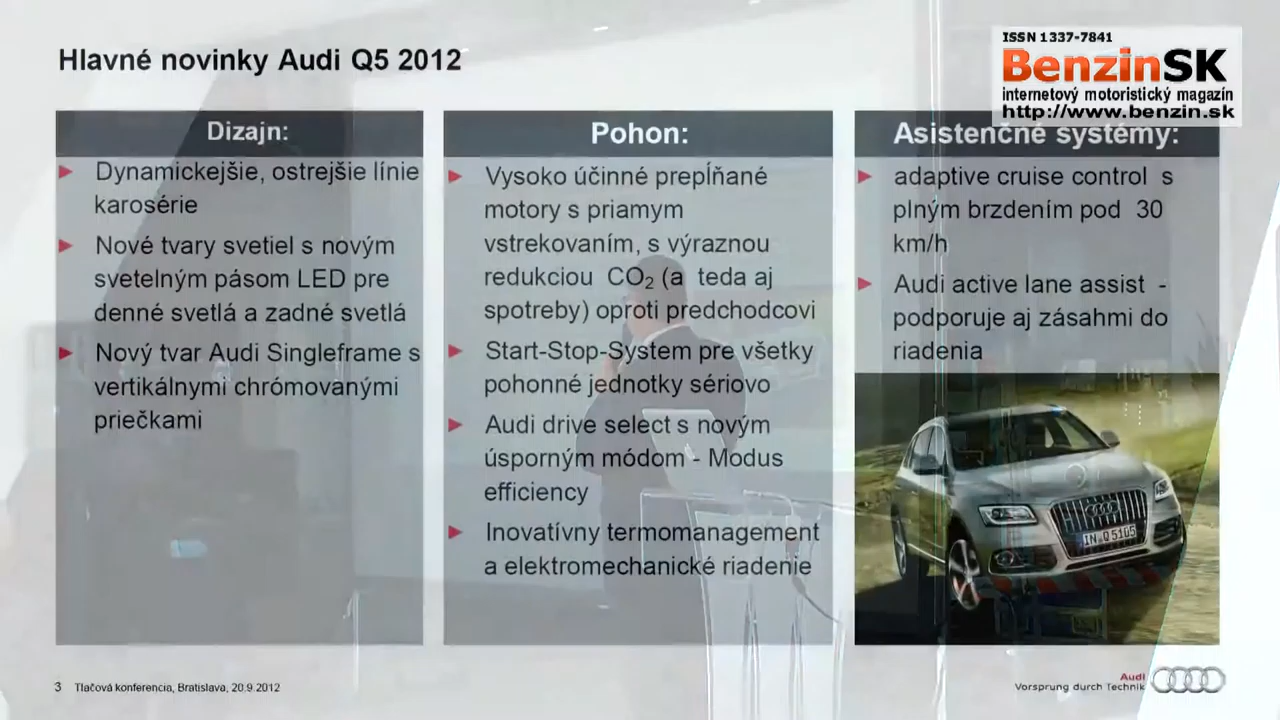 Hlavné novinky Audi Q5 2012
ISSN 1337-7841
BenzinSK
internetový motoristický magazín
http://www.benzin.sk
Dizajn:
Dynamickejšie, ostrejšie línie
karosérie
Nové tvary svetiel s novým
svetelným pásom LED pre
denné svetlá a zadné svetlá
Nový tvar Audi Singleframe s
vertikálnymi chrómovanými
priečkami
Pohon:
Vysoko účinné prepĺňané
motory s priamym
vstrekovaním, s výraznou
redukciou CO₂ (a teda aj
spotreby) oproti predchodcovi
Start-Stop-System pre všetky
pohonné jednotky sériovo
Audi drive select s novým
úsporným módom - Modus
efficiency
Inovatívny termomanagement
a elektromechanické riadenie
Asistenčné systémy:
adaptive cruise control s
plným brzdením pod 30
km/h
Audi active lane assist -
podporuje aj zásahmi do
riadenia
IN Q 5105
3 Tlačová konferencia, Bratislava, 20.9.2012
Audi
Vorsprung durch Technik